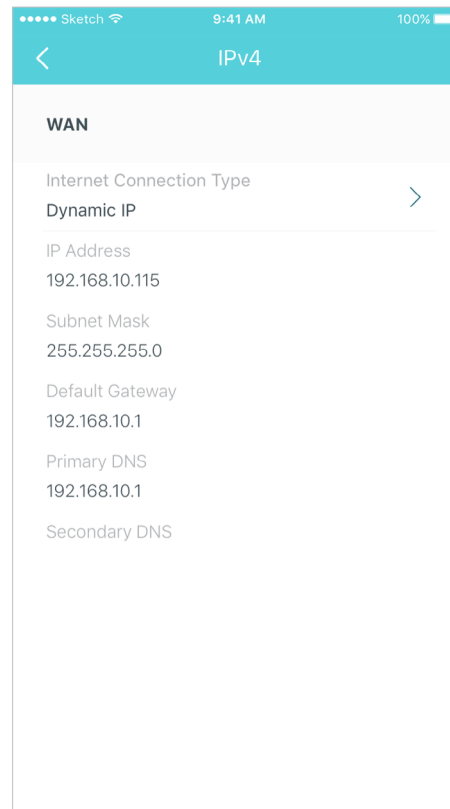 ●●●●● Sketch 9:41 AM 100%
IPv4
WAN
Internet Connection Type
Dynamic IP
IP Address
192.168.10.115
Subnet Mask
255.255.255.0
Default Gateway
192.168.10.1
Primary DNS
192.168.10.1
Secondary DNS